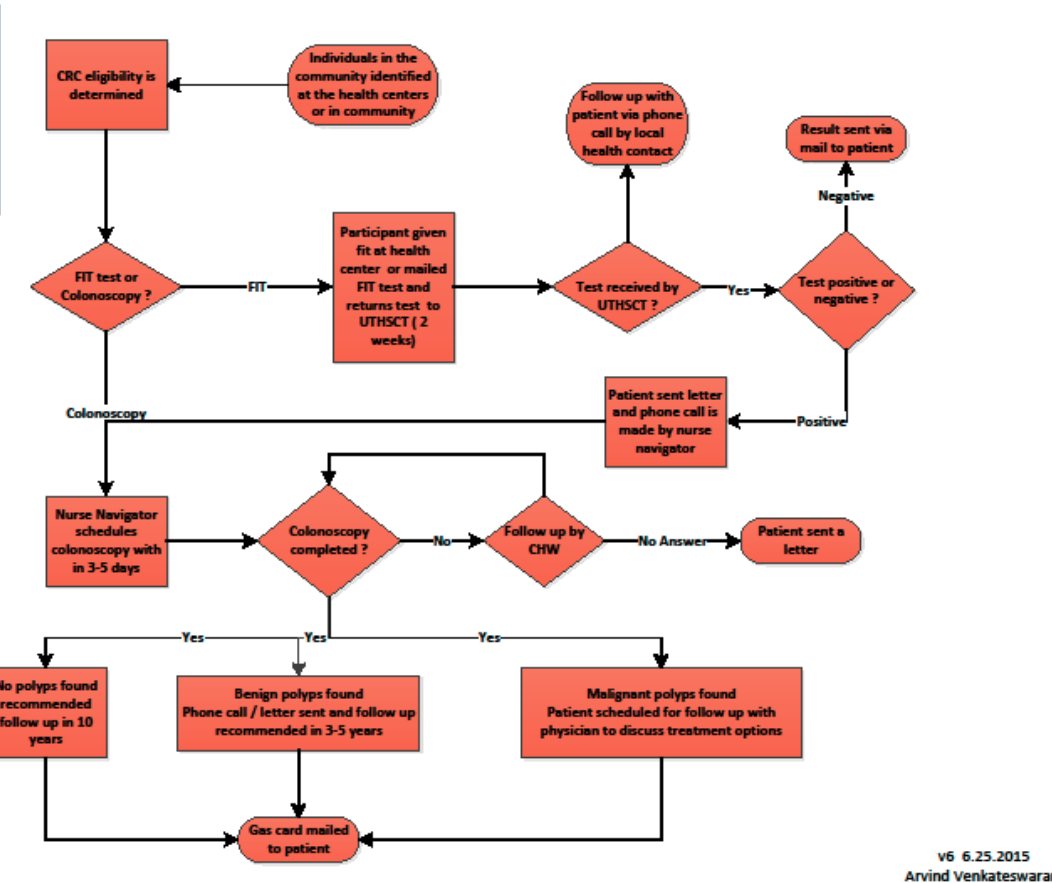 CRC eligibility is
determined
Individuals in the
community identified
at the health centers
or in community
Follow up with
patient via phone
call by local
health contact
Result sent via
mail to patient
Negative
FIT test or
Colonoscopy ?
FIT
Participant given
fit at health
center or mailed
FIT test and
returns test to
UTHSCT ( 2
weeks)
Test received by
UTHSCT ?
Yes
Test positive or
negative ?
Colonoscopy
Patient sent letter
and phone call is
made by nurse
navigator
Positive
Nurse Navigator
schedules
colonoscopy with
in 3-5 days
Colonoscopy
completed ?
No
Follow up by
CHW
No Answer
Patient sent a
letter
Yes
Yes
Yes
No polyps found
recommended
follow up in 10
years
Benign polyps found
Phone call / letter sent and follow up
recommended in 3-5 years
Malignant polyps found
Patient scheduled for follow up with
physician to discuss treatment options
Gas card mailed
to patient
v6 6.25.2015
Arvind Venkateswaran